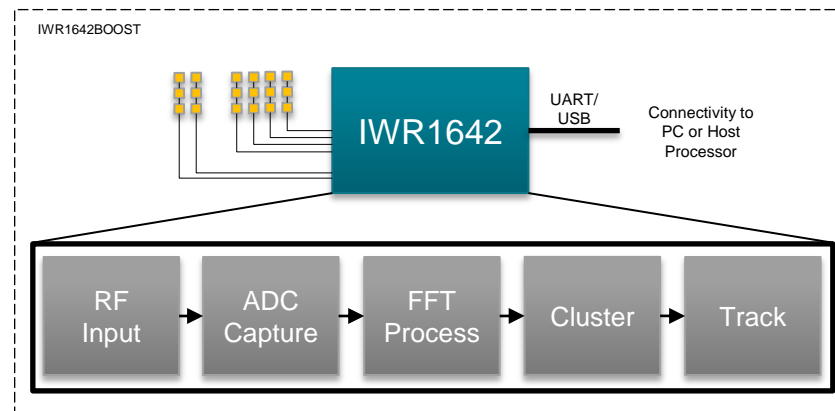 IWR1642BOOST
IWR1642
UART/
USB
Connectivity to
PC or Host
Processor
RF
Input
ADC
Capture
FFT
Process
Cluster
Track